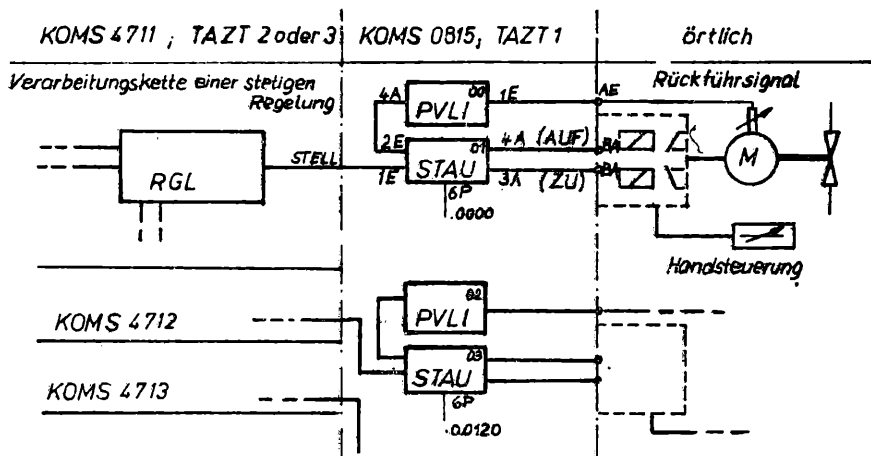 KOMS 4711 ; TAZT 2 oder 3
KOMS 0815; TAZT 1
örtlich
Verarbeitungskette einer stetigen
Regelung
Rückführsignal
00
4A
PVLI
1E
AE
01
2E
STAU
4A (AUF)
BA
M
RGL
STELL
1E
3A (ZU)
BA
6P
.0000
Handsteuerung
02
PVLI
KOMS 4712
03
STAU
KOMS 4713
6P
.0120